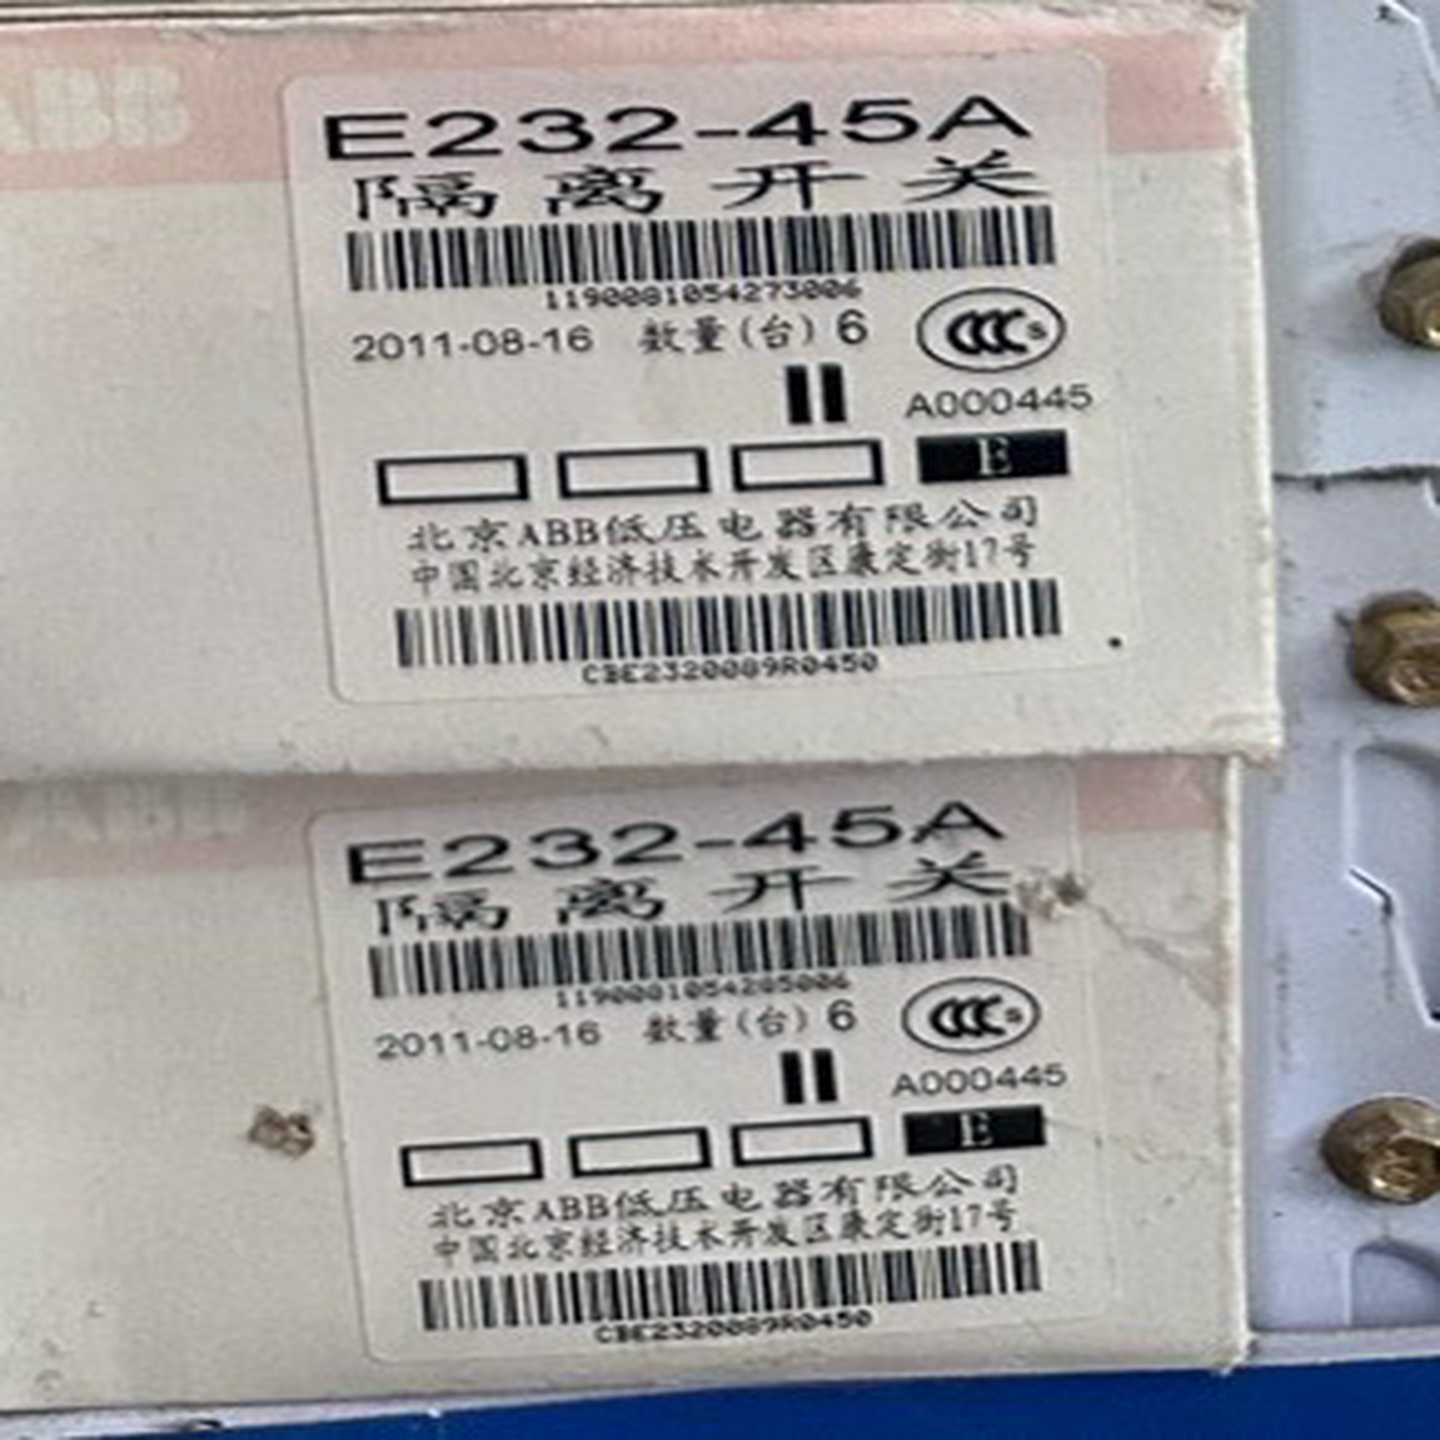 ABB
E232-45A
隔离开关
1190081054273006
2011-08-16 数量(台) 6
CCC S
A000445
E
北京ABB低压电器有限公司
中国北京经济技术开发区康定街17号
CBE2320089R0450
E232-45A
隔离开关
2011-08-16 数量(台) 6
CCC S
A000445
E
北京ABB低压电器有限公司
中国北京经济技术开发区康定街17号
CBE2320089R0450